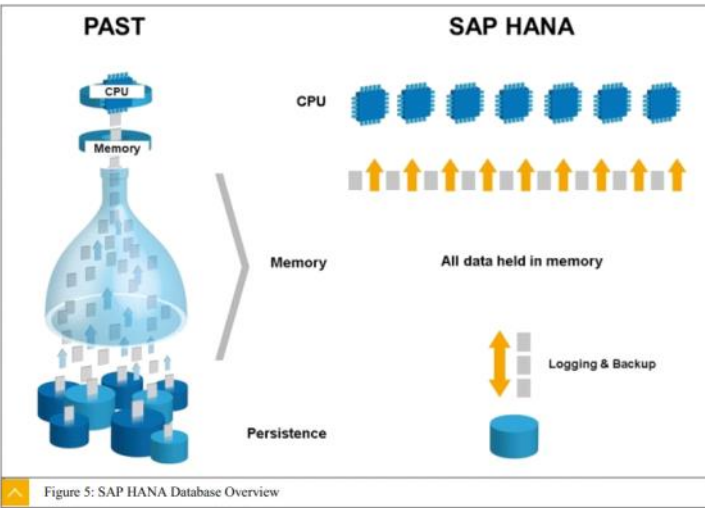 PAST
SAP HANA
CPU
CPU
Memory
Memory
All data held in memory
Logging & Backup
Persistence
Figure 5: SAP HANA Database Overview